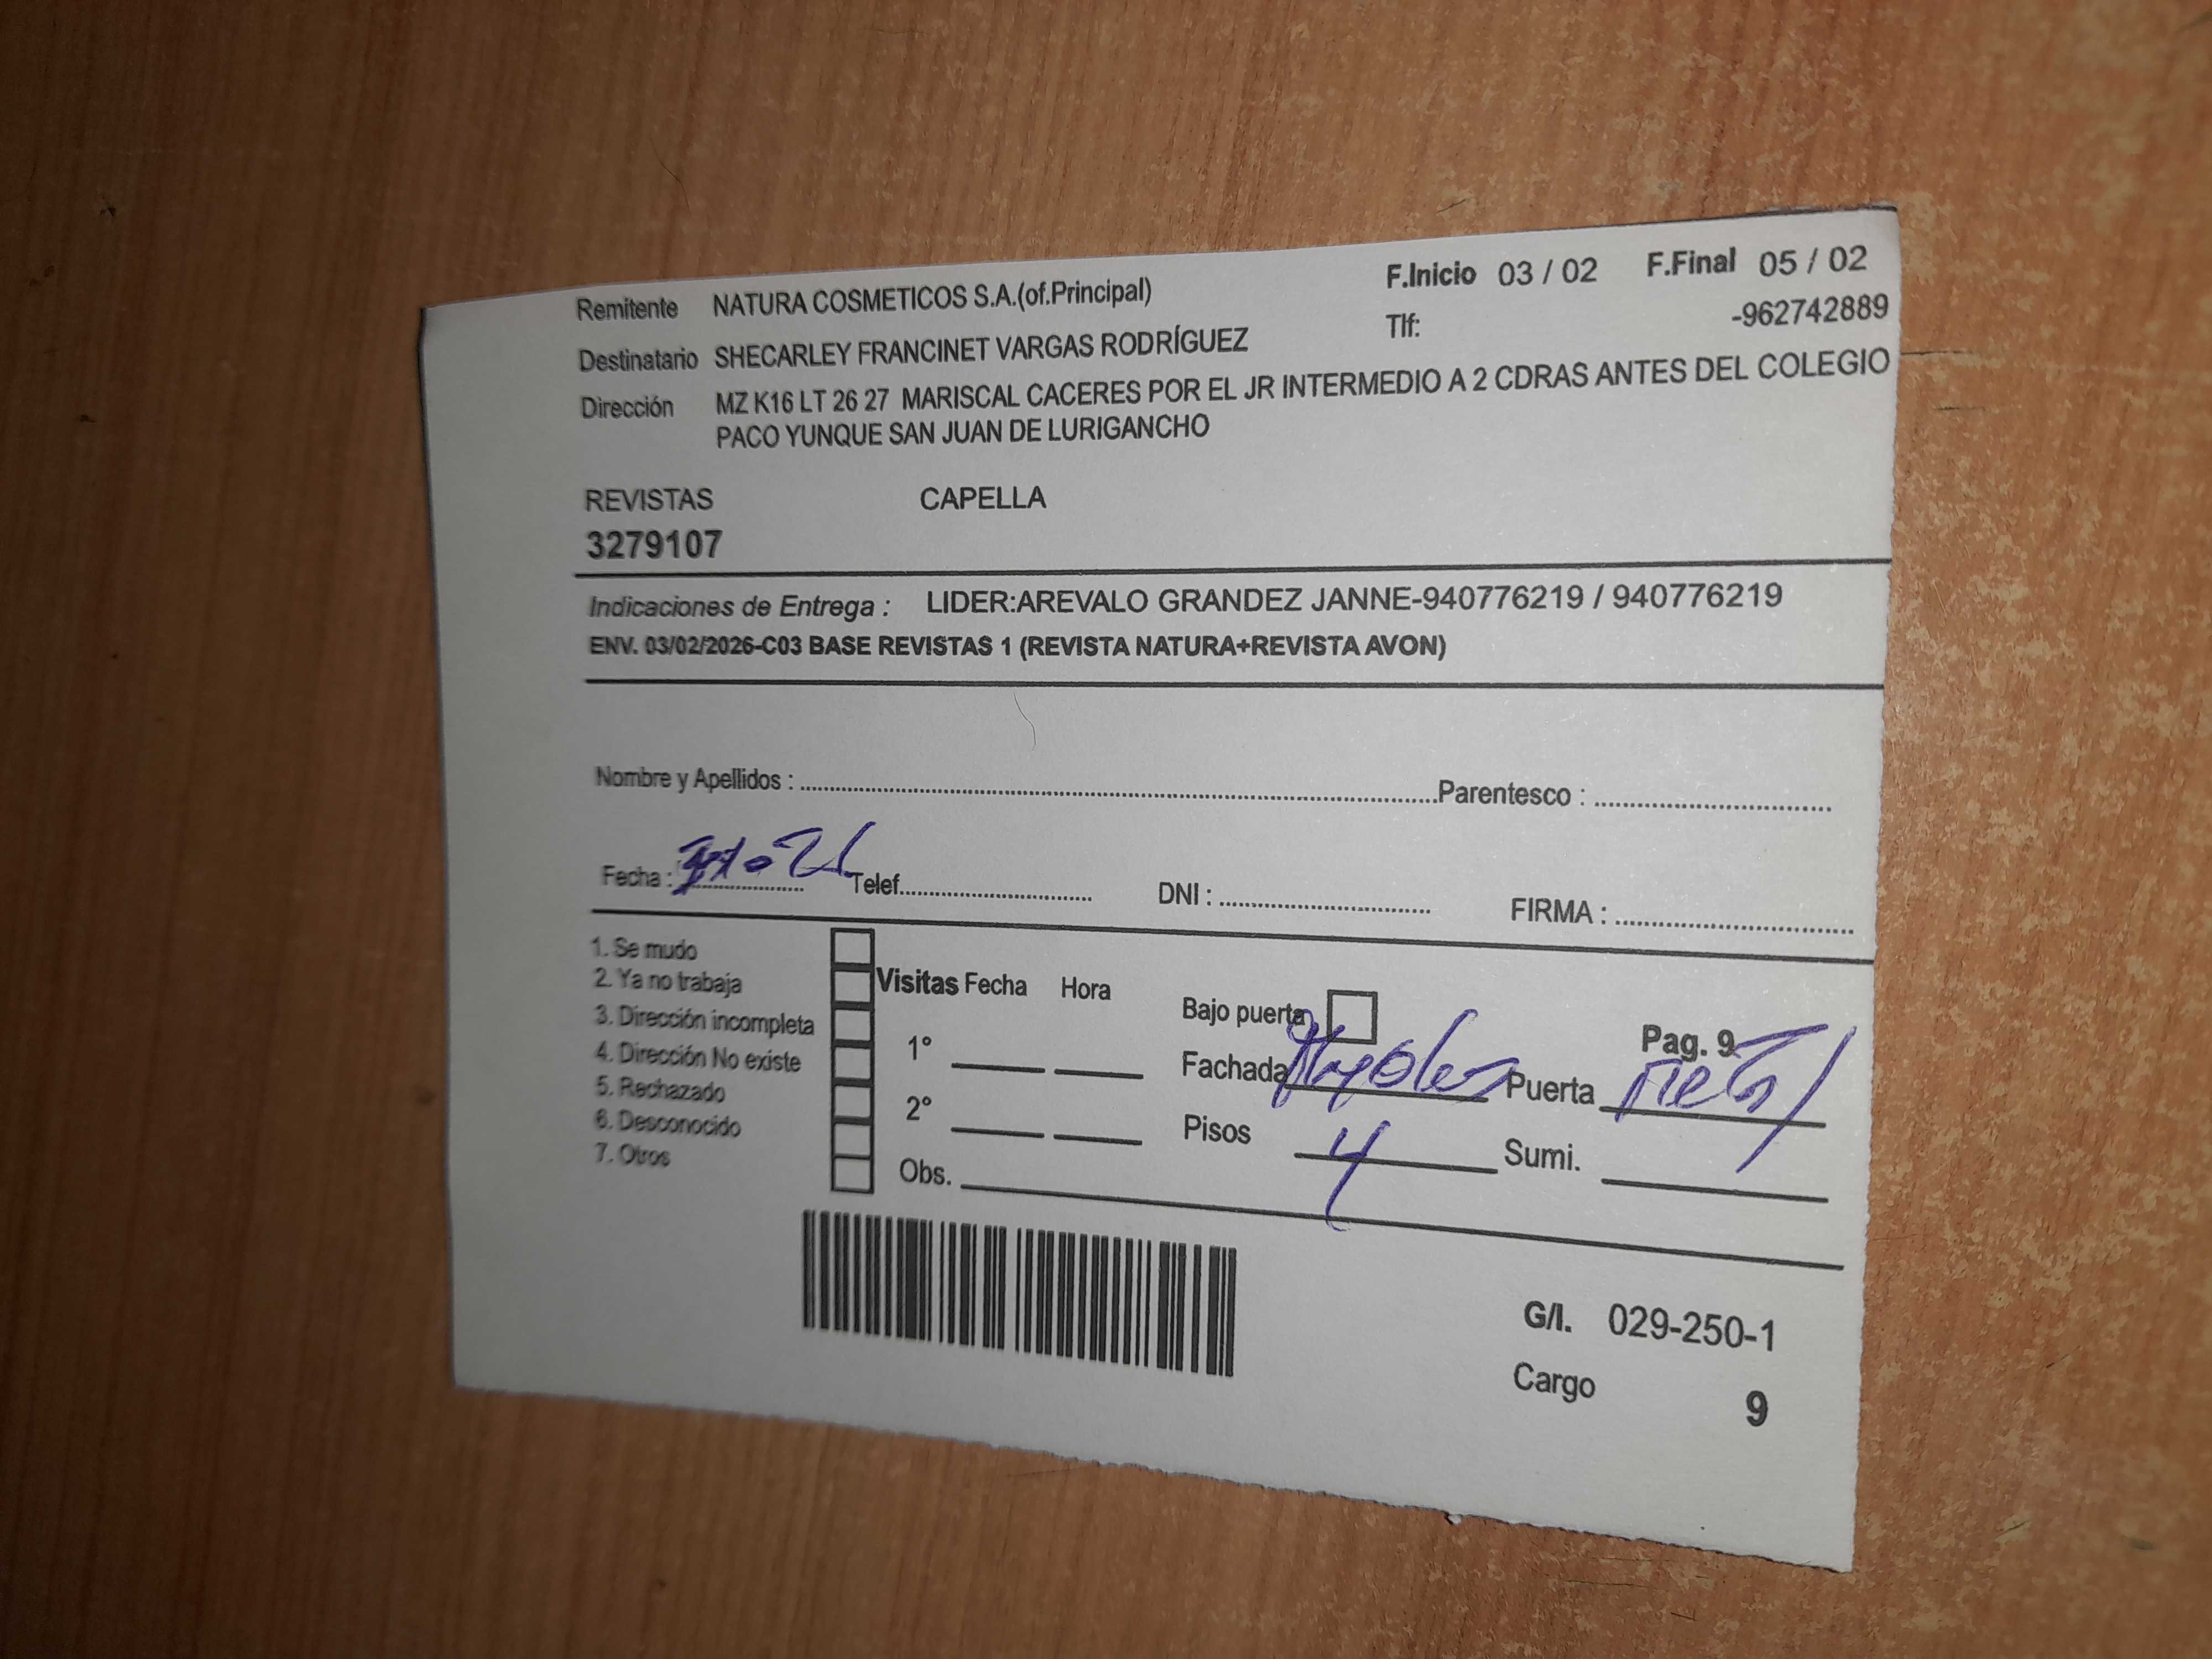 Remitente NATURA COSMETICOS S.A.(of.Principal) F.Inicio 03 / 02 F.Final 05 / 02
Destinatario SHECARLEY FRANCINET VARGAS RODRÍGUEZ Tlf: -962742889
Dirección MZ K16 LT 26 27 MARISCAL CACERES POR EL JR INTERMEDIO A 2 CDRAS ANTES DEL COLEGIO
PACO YUNQUE SAN JUAN DE LURIGANCHO
REVISTAS CAPELLA
3279107
Indicaciones de Entrega : LIDER:AREVALO GRANDEZ JANNE-940776219 / 940776219
ENV. 03/02/2026-C03 BASE REVISTAS 1 (REVISTA NATURA+REVISTA AVON)
Nombre y Apellidos : Parentesco :
Fecha : Telef. DNI : FIRMA :
1. Se mudo
2. Ya no trabaja
3. Dirección incompleta
4. Dirección No existe
5. Rechazado
6. Desconocido
7. Otros
Visitas Fecha Hora
1°
2°
Obs.
Bajo puerta Pag. 9
Fachada Puerta
Pisos 4 Sumi.
G/I. 029-250-1
Cargo 9